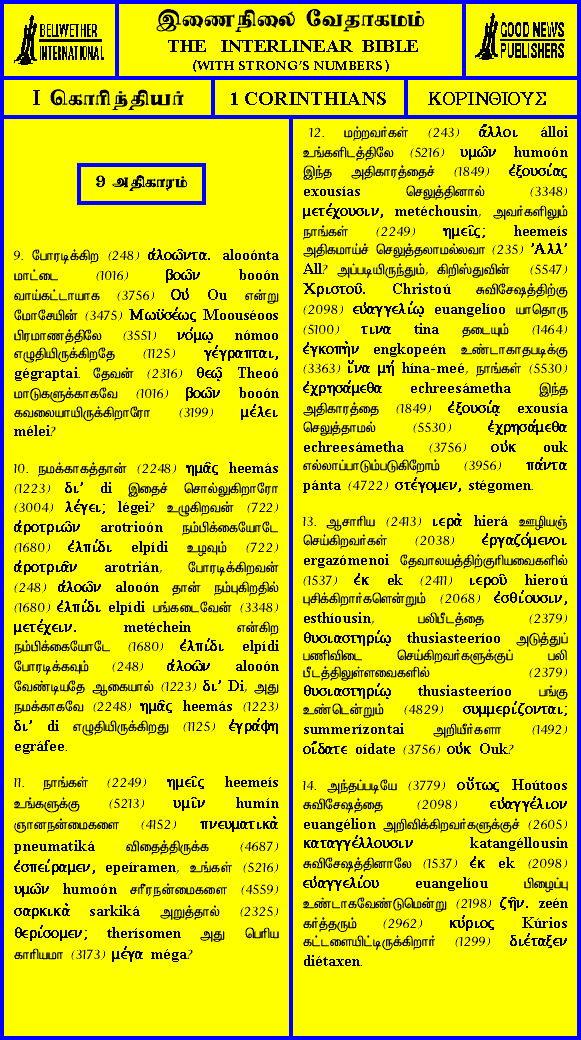 BELLWETHER
INTERNATIONAL
இணைநிலை வேதாகமம்
THE INTERLINEAR BIBLE
(WITH STRONG'S NUMBERS)
GOOD NEWS
PUBLISHERS
I கொரிந்தியர்
1 CORINTHIANS
ΚΟΡΙΝΘΙΟΥΣ
9 அதிகாரம்
9. போரடிக்கிற (248) ἀλοῶντα. alooónta
மாட்டை (1016) βοῶν booón
வாய்கட்டாயாக (3756) Οὐ Ou என்று
மோசேயின் (3475) Μωϋσέως Moouséoos
பிரமாணத்திலே (3551) νόμῳ nómoo
எழுதியிருக்கிறதே (1125) γέγραπται,
gégraptai. தேவன் (2316) θεῷ Theoó
மாடுகளுக்காகவே (1016) βοῶν booón
கவலையாயிருக்கிறாரோ (3199) μέλει
mélei?
10. நமக்காகத்தான் (2248) ημᾶς heemás
(1223) δι' di இதைச் சொல்லுகிறாரோ
(3004) λέγει; légei? உழுகிறவன் (722)
ἀροτριῶν arotrioón நம்பிக்கையோடே
(1680) ἐλπίδι elpídi உழவும் (722)
ἀροτριᾶν arotrián, போரடிக்கிறவன்
(248) ἀλοῶν alooón தான் நம்புகிறதில்
(1680) ἐλπίδι elpídi பங்கடைவேன் (3348)
μετέχειν. metéchein என்கிற
நம்பிக்கையோடே (1680) ἐλπίδι elpídi
போரடிக்கவும் (248) ἀλοῶν alooón
வேண்டியதே ஆகையால் (1223) δι' Di, அது
நமக்காகவே (2248) ημᾶς heemás (1223)
δι' di எழுதியிருக்கிறது (1125) ἐγράφη
egráfee.
11. நாங்கள் (2249) ημεῖς heemeís
உங்களுக்கு (5213) υμῖν humín
ஞானநன்மைகளை (4152) πνευματικὰ
pneumatiká விதைத்திருக்க (4687)
ἐσπείραμεν, epeíramen, உங்கள் (5216)
υμῶν humoón சரீரநன்மைகளை (4559)
σαρκικὰ sarkiká அறுத்தால் (2325)
θερίσομεν; therísomen அது பெரிய
காரியமா (3173) μέγα méga?
12. மற்றவர்கள் (243) ἄλλοι álloi
உங்களிடத்திலே (5216) υμῶν humoón
இந்த அதிகாரத்தைச் (1849) ἐξουσίας
exousías செலுத்தினால் (3348)
μετέχουσιν, metéchousin, அவர்களிலும்
நாங்கள் (2249) ημεῖς; heemeís
அதிகமாய்ச் செலுத்தலாமல்லவா (235) 'Αλλ'
All? அப்படியிருந்தும், கிறிஸ்துவின் (5547)
Χριστοῦ. Christoú சுவிசேஷத்திற்கு
(2098) εὐαγγελίῳ euangelíoo யாதொரு
(5100) τινα tina தடையும் (1464)
ἐγκοπὴν engkopeén உண்டாகாதபடிக்கு
(3363) ἵνα μή hína-meé, நாங்கள் (5530)
ἐχρησάμεθα echreesámetha இந்த
அதிகாரத்தை (1849) ἐξουσίᾳ exousía
செலுத்தாமல் (5530) ἐχρησάμεθα
echreesámetha (3756) οὐκ ouk
எல்லாப்பாடும்படுகிறோம் (3956) πάντα
pánta (4722) στέγομεν, stégomen.
13. ஆசாரிய (2413) ιερὰ hierá ஊழியஞ்
செய்கிறவர்கள் (2038) ἐργαζόμενοι
ergazómenoi தேவாலயத்திற்குரியவைகளில்
(1537) ἐκ ek (2411) ιεροῦ hieroú
புசிக்கிறார்களென்றும் (2068) ἐσθίουσιν,
esthíousin, பலிபீடத்தை (2379)
θυσιαστηρίῳ thusiasteeríoo அடுத்துப்
பணிவிடை செய்கிறவர்களுக்குப் பலி
பீடத்திலுள்ளவைகளில் (2379)
θυσιαστηρίῳ thusiasteeríoo பங்கு
உண்டென்றும் (4829) συμμερίζονται;
summerízontai அறியீர்களா (1492)
οἴδατε oídate (3756) οὐκ Ouk?
14. அந்தப்படியே (3779) οὕτως Hoútoos
சுவிசேஷத்தை (2098) εὐαγγέλιον
euangélion அறிவிக்கிறவர்களுக்குச் (2605)
καταγγέλλουσιν katangéllousin
சுவிசேஷத்தினாலே (1537) ἐκ ek (2098)
εὐαγγελίου euangelíou பிழைப்பு
உண்டாகவேண்டுமென்று (2198) ζῆν. zeén
கர்த்தரும் (2962) κύριος Kúrios
கட்டளையிட்டிருக்கிறார் (1299) διέταξεν
diétaxen.